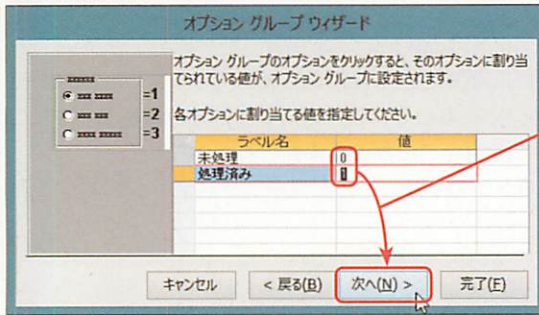 オプション グループ ウィザード
オプション グループのオプションをクリックすると、そのオプションに割り当
てられている値が、オプション グループに設定されます。
=1
=2
=3
各オプションに割り当てる値を指定してください。
ラベル名 値
未処理 0
処理済み 1
キャンセル < 戻る(B) 次へ(N) > 完了(F)